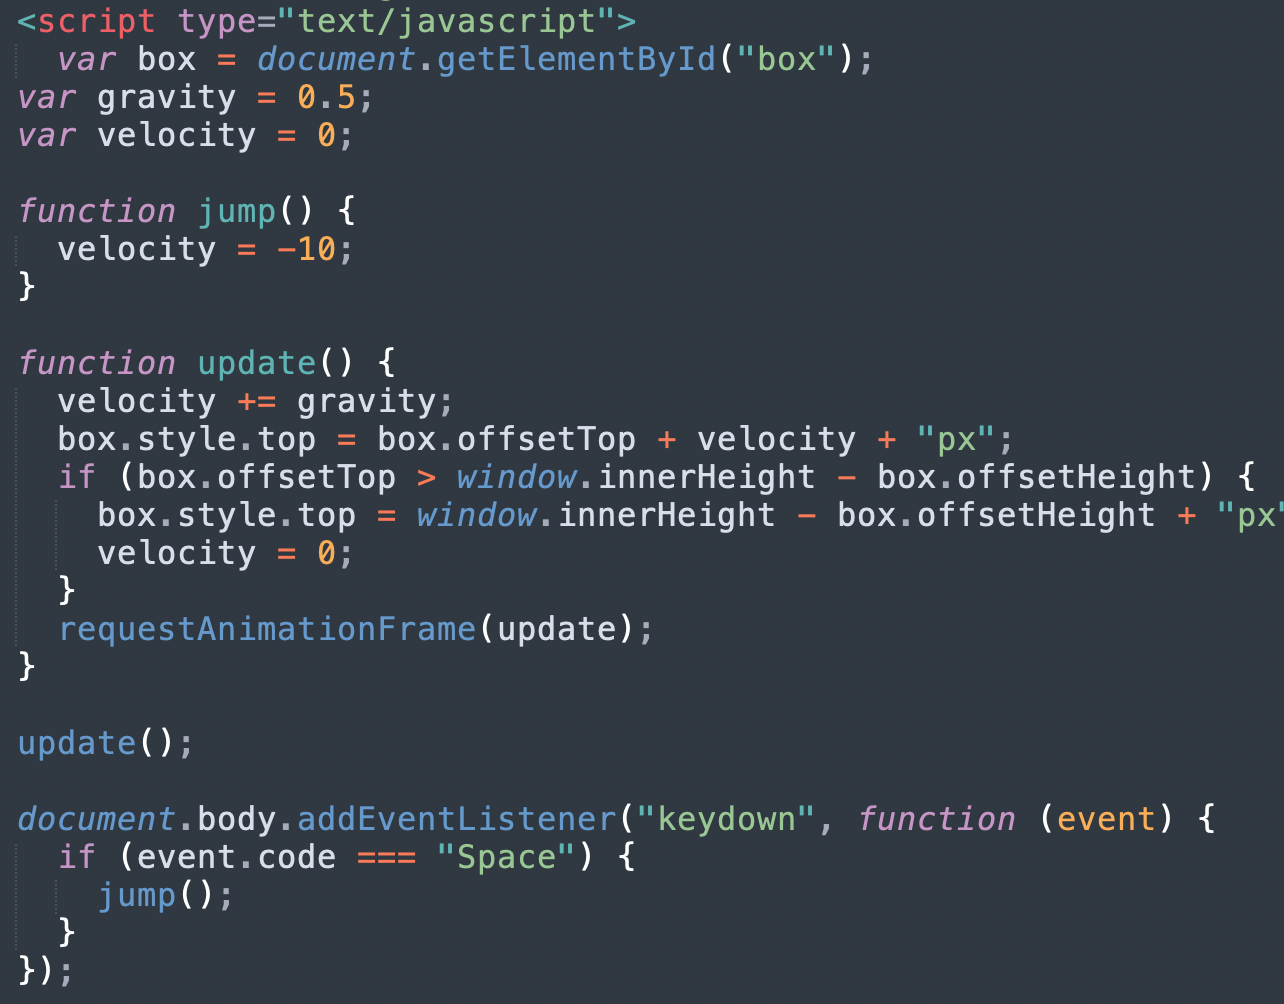 <script type="text/javascript">
  var box = document.getElementById("box");
var gravity = 0.5;
var velocity = 0;

function jump() {
  velocity = -10;
}

function update() {
  velocity += gravity;
  box.style.top = box.offsetTop + velocity + "px";
  if (box.offsetTop > window.innerHeight - box.offsetHeight) {
    box.style.top = window.innerHeight - box.offsetHeight + "px"
    velocity = 0;
  }
  requestAnimationFrame(update);
}

update();

document.body.addEventListener("keydown", function (event) {
  if (event.code === "Space") {
    jump();
  }
});